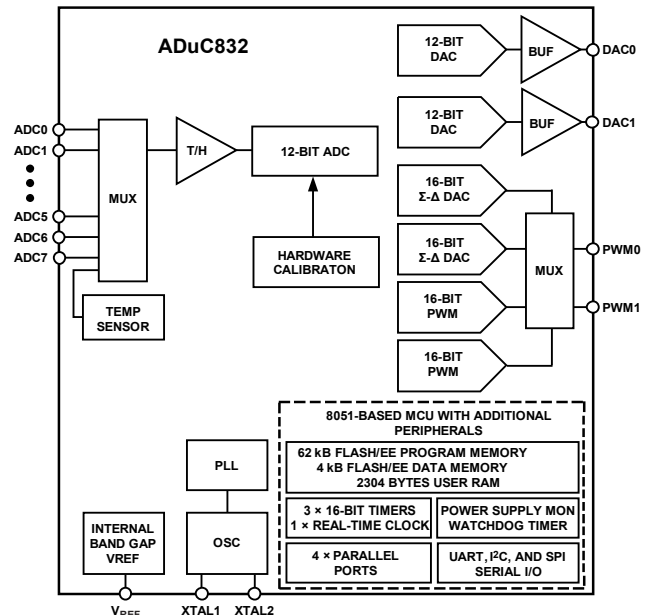 ADuC832
12-BIT
DAC
BUF
DAC0
12-BIT
DAC
BUF
DAC1
ADC0
ADC1
ADC5
ADC6
ADC7
MUX
T/H
12-BIT ADC
HARDWARE
CALIBRATON
TEMP
SENSOR
16-BIT
Σ-Δ DAC
16-BIT
Σ-Δ DAC
16-BIT
PWM
16-BIT
PWM
MUX
PWM0
PWM1
8051-BASED MCU WITH ADDITIONAL
PERIPHERALS
62 kB FLASH/EE PROGRAM MEMORY
4 kB FLASH/EE DATA MEMORY
2304 BYTES USER RAM
3 × 16-BIT TIMERS
1 × REAL-TIME CLOCK
POWER SUPPLY MON
WATCHDOG TIMER
4 × PARALLEL
PORTS
UART, I²C, AND SPI
SERIAL I/O
PLL
OSC
INTERNAL
BAND GAP
VREF
VREF
XTAL1
XTAL2